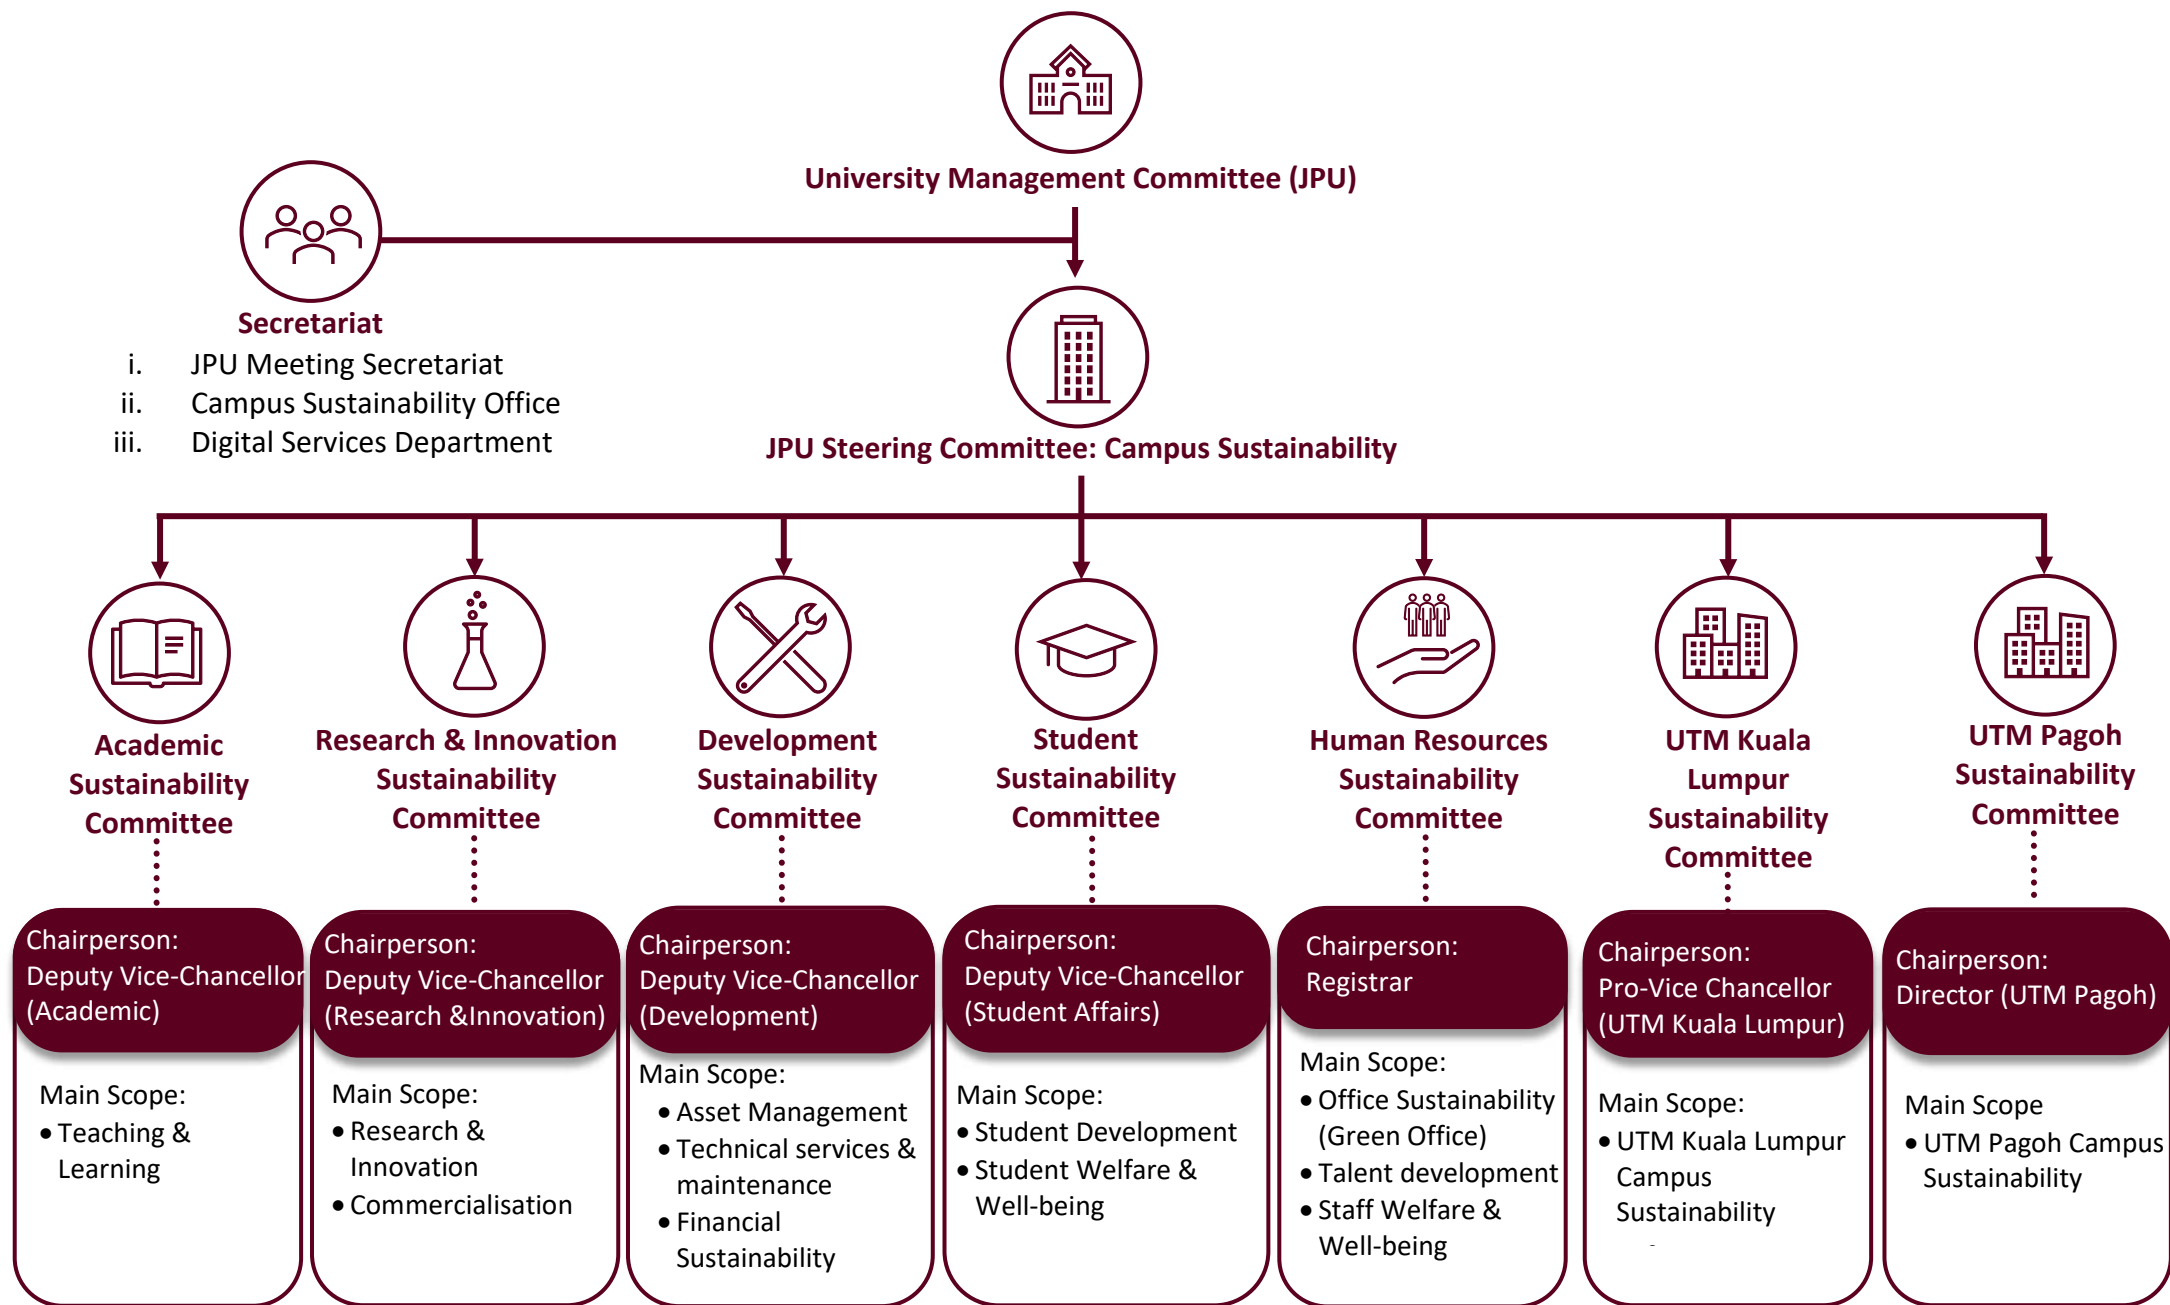 University Management Committee (JPU)
Secretariat
i. JPU Meeting Secretariat
ii. Campus Sustainability Office
iii. Digital Services Department
JPU Steering Committee: Campus Sustainability
Academic
Sustainability
Committee
Chairperson:
Deputy Vice-Chancellor
(Academic)
Main Scope:
• Teaching &
Learning
Research & Innovation
Sustainability
Committee
Chairperson:
Deputy Vice-Chancellor
(Research &Innovation)
Main Scope:
• Research &
Innovation
• Commercialisation
Development
Sustainability
Committee
Chairperson:
Deputy Vice-Chancellor
(Development)
Main Scope:
• Asset Management
• Technical services &
maintenance
• Financial
Sustainability
Student
Sustainability
Committee
Chairperson:
Deputy Vice-Chancellor
(Student Affairs)
Main Scope:
• Student Development
• Student Welfare &
Well-being
Human Resources
Sustainability
Committee
Chairperson:
Registrar
Main Scope:
• Office Sustainability
(Green Office)
• Talent development
• Staff Welfare &
Well-being
UTM Kuala
Lumpur
Sustainability
Committee
Chairperson:
Pro-Vice Chancellor
(UTM Kuala Lumpur)
Main Scope:
• UTM Kuala Lumpur
Campus
Sustainability
-
UTM Pagoh
Sustainability
Committee
Chairperson:
Director (UTM Pagoh)
Main Scope
• UTM Pagoh Campus
Sustainability